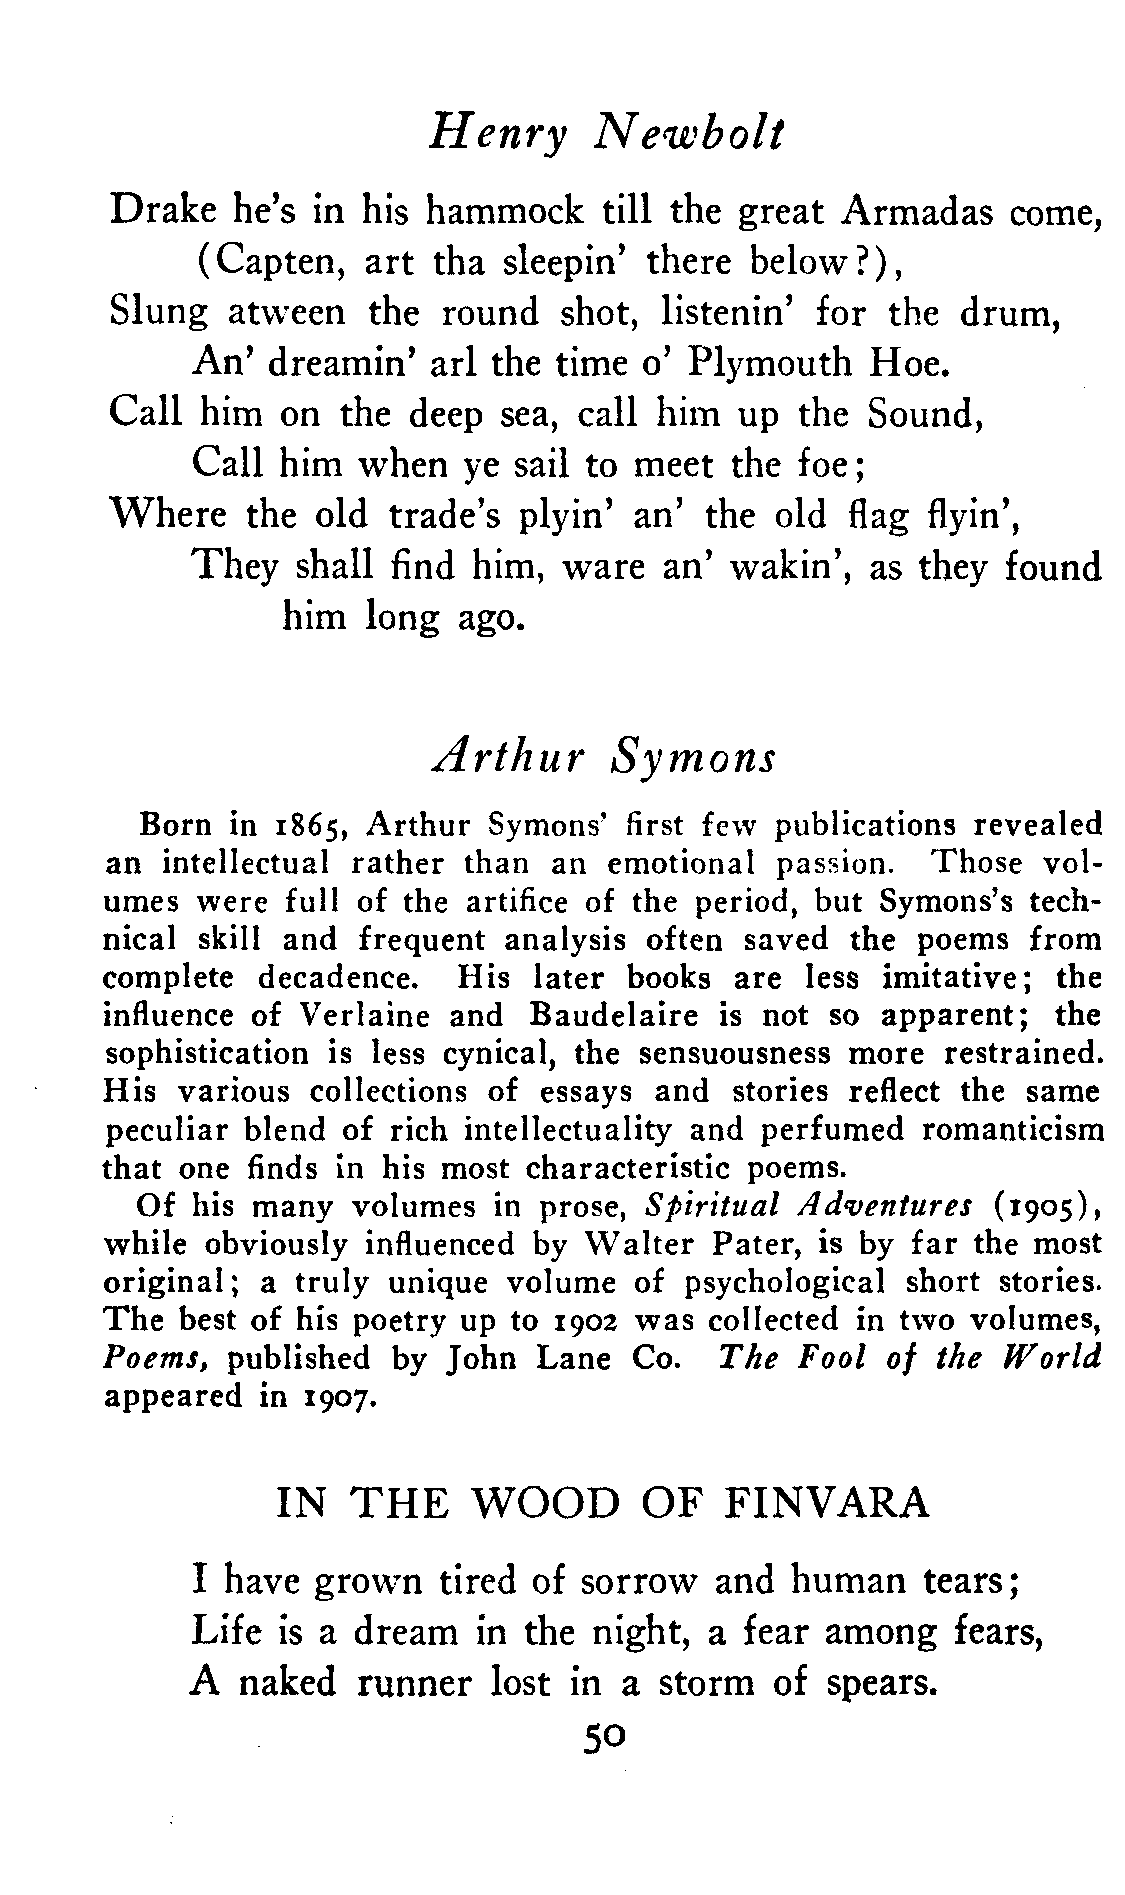 Henry Newbolt
Drake he's in his hammock till the great Armadas come,
(Capten, art tha sleepin' there below?),
Slung atween the round shot, listenin' for the drum,
An' dreamin' arl the time o' Plymouth Hoe.
Call him on the deep sea, call him up the Sound,
Call him when ye sail to meet the foe;
Where the old trade's plyin' an' the old flag flyin',
They shall find him, ware an' wakin', as they found
him long ago.
Arthur Symons
Born in 1865, Arthur Symons' first few publications revealed
an intellectual rather than an emotional passion. Those vol-
umes were full of the artifice of the period, but Symons's tech-
nical skill and frequent analysis often saved the poems from
complete decadence. His later books are less imitative; the
influence of Verlaine and Baudelaire is not so apparent; the
sophistication is less cynical, the sensuousness more restrained.
His various collections of essays and stories reflect the same
peculiar blend of rich intellectuality and perfumed romanticism
that one finds in his most characteristic poems.
Of his many volumes in prose, Spiritual Adventures (1905),
while obviously influenced by Walter Pater, is by far the most
original; a truly unique volume of psychological short stories.
The best of his poetry up to 1902 was collected in two volumes,
Poems, published by John Lane Co. The Fool of the World
appeared in 1907.
IN THE WOOD OF FINVARA
I have grown tired of sorrow and human tears;
Life is a dream in the night, a fear among fears,
A naked runner lost in a storm of spears.
50